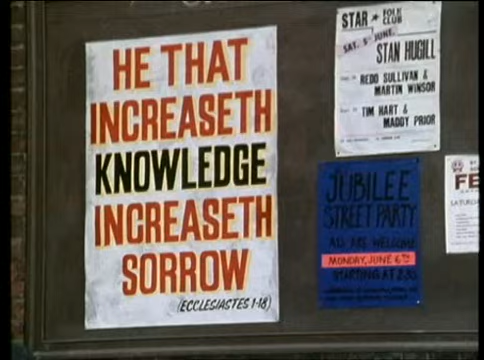 HE THAT
INCREASETH
KNOWLEDGE
INCREASETH
SORROW
(ECCLESIASTES 1-18)
STAR ★ FOLK CLUB
SAT. 5TH JUNE.
STAN HUGILL
REDD SULLIVAN &
MARTIN WINSOR
TIM HART &
MADDY PRIOR
JUBILEE
STREET PARTY
ALL ARE WELCOME
MONDAY, JUNE 6TH
STARTING AT 2.30
FE
SATURDA